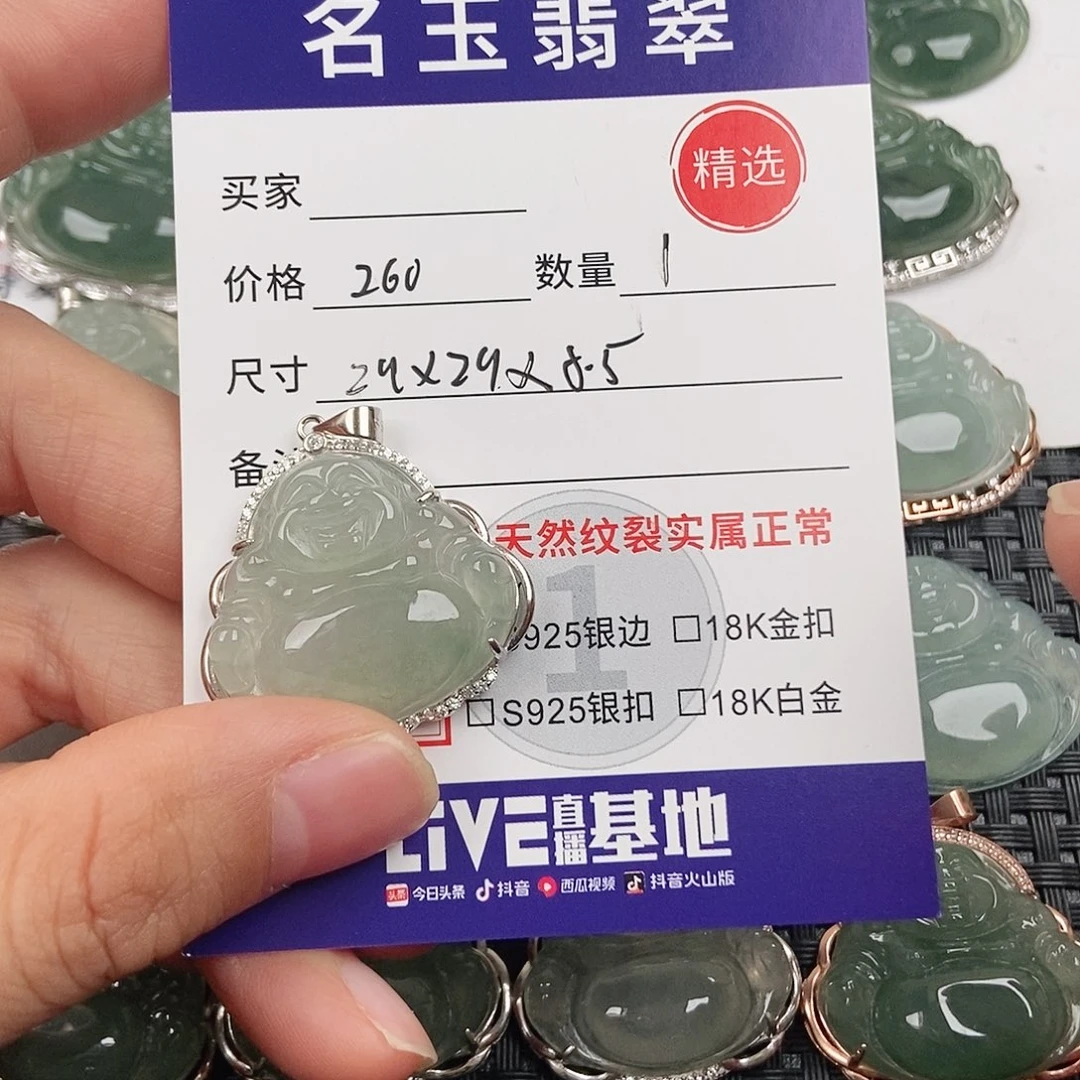 名玉翡翠
精选
买家
价格 260 数量 1
尺寸 29x29x8.5
备
天然纹裂实属正常
925银边 □18K金扣
□S925银扣 □18K白金
1
LiVE直播基地
头条 今日头条 抖音 西瓜视频 抖音火山版